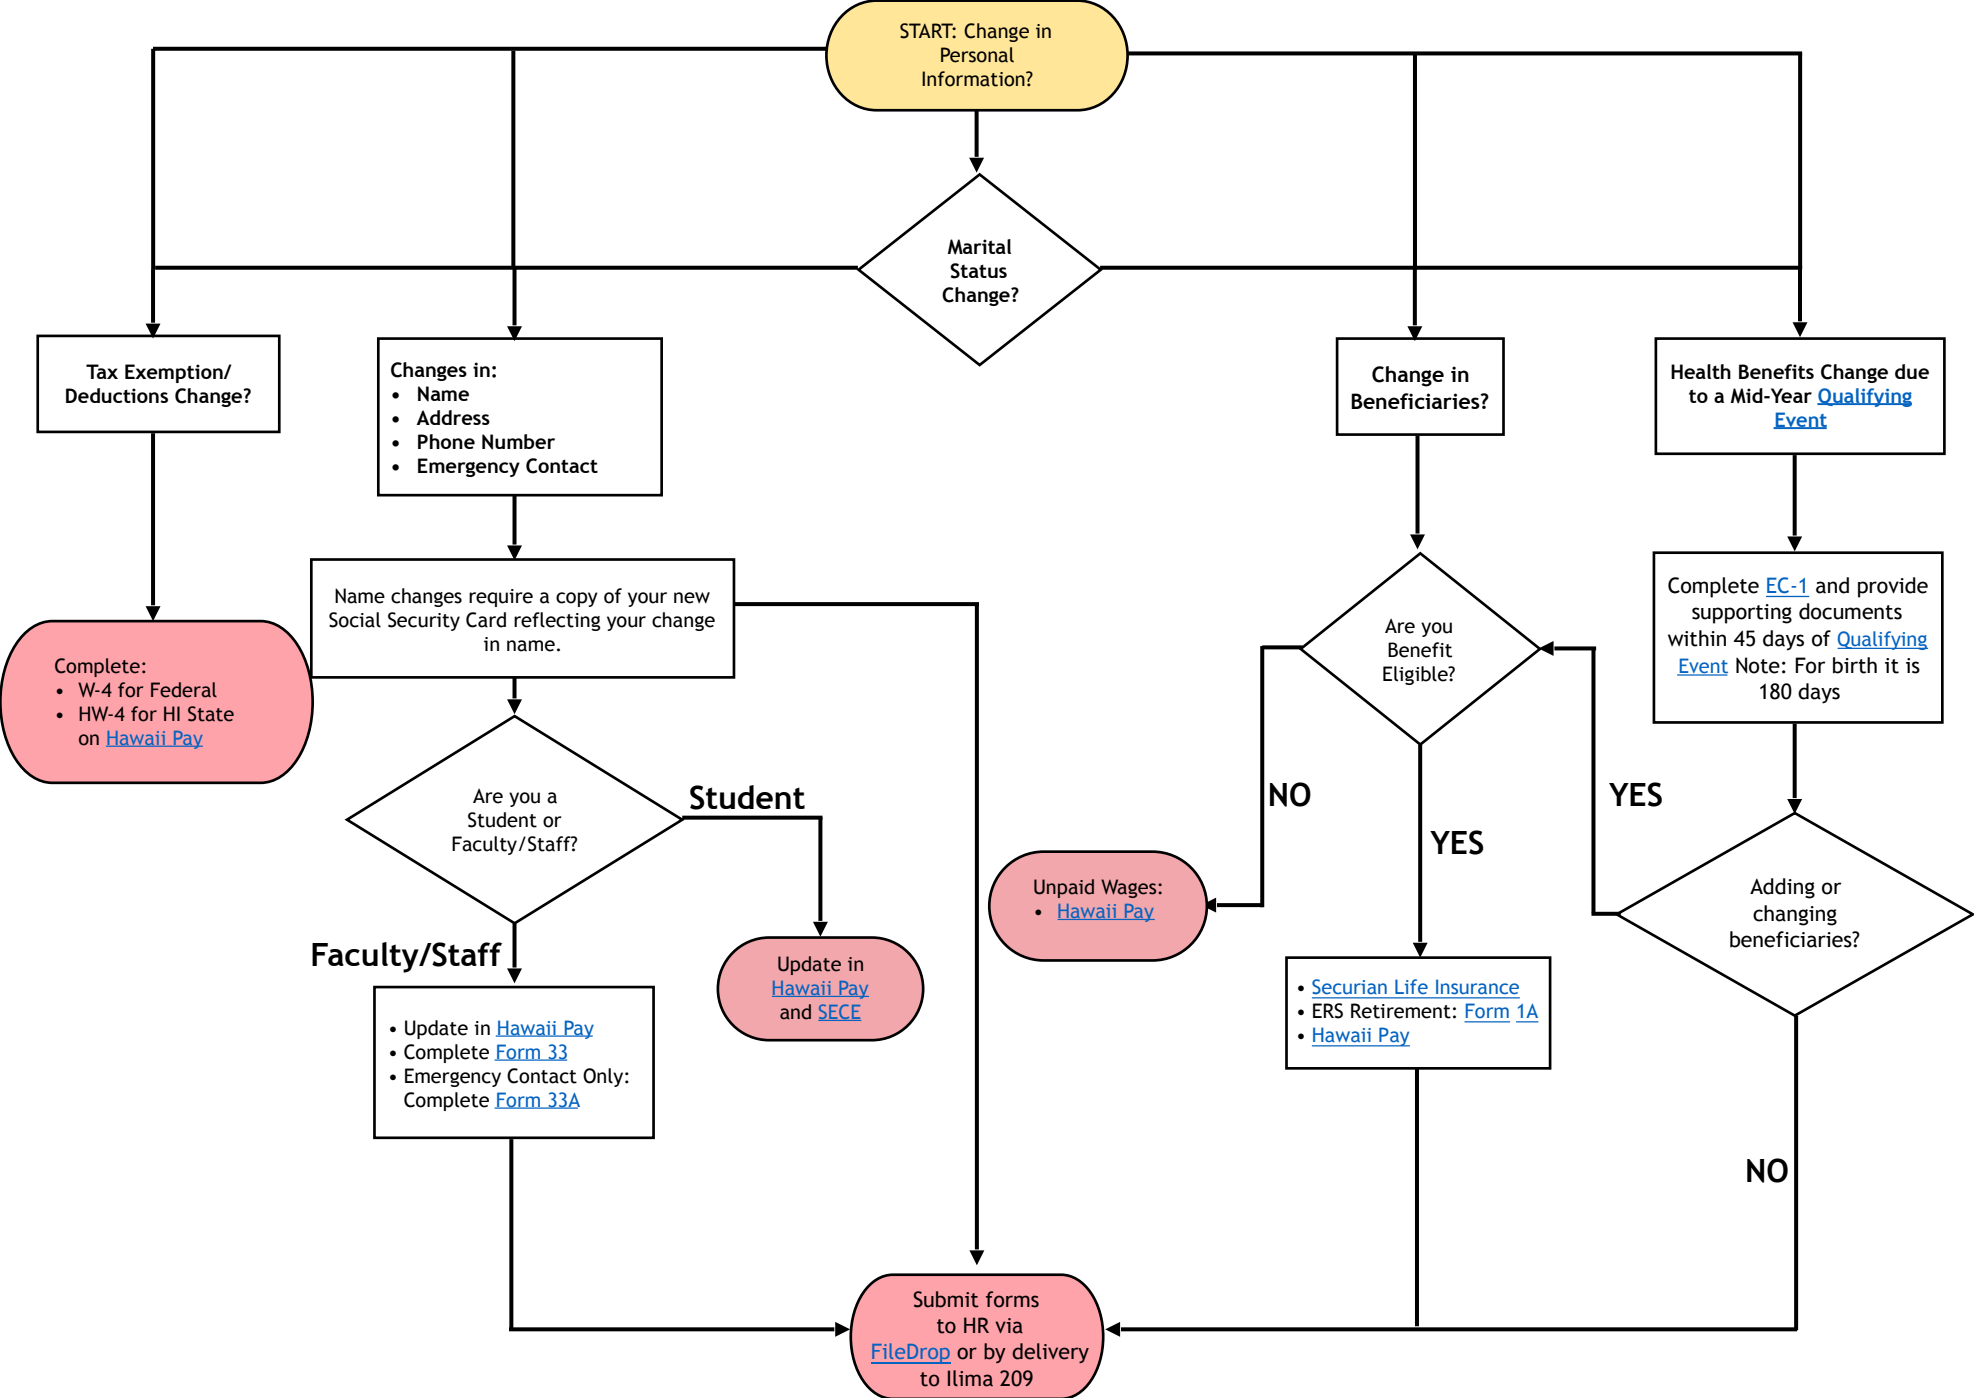 START: Change in
Personal
Information?
Marital
Status
Change?
Tax Exemption/
Deductions Change?
Changes in:
• Name
• Address
• Phone Number
• Emergency Contact
Change in
Beneficiaries?
Health Benefits Change due
to a Mid-Year Qualifying
Event
Name changes require a copy of your new
Social Security Card reflecting your change
in name.
Complete:
• W-4 for Federal
• HW-4 for HI State
on Hawaii Pay
Are you
Benefit
Eligible?
Complete EC-1 and provide
supporting documents
within 45 days of Qualifying
Event Note: For birth it is
180 days
Are you a
Student or
Faculty/Staff?
Student
NO
YES
YES
Unpaid Wages:
• Hawaii Pay
Adding or
changing
beneficiaries?
Faculty/Staff
Update in
Hawaii Pay
and SECE
• Update in Hawaii Pay
• Complete Form 33
• Emergency Contact Only:
Complete Form 33A
• Securian Life Insurance
• ERS Retirement: Form 1A
• Hawaii Pay
NO
Submit forms
to HR via
FileDrop or by delivery
to Ilima 209